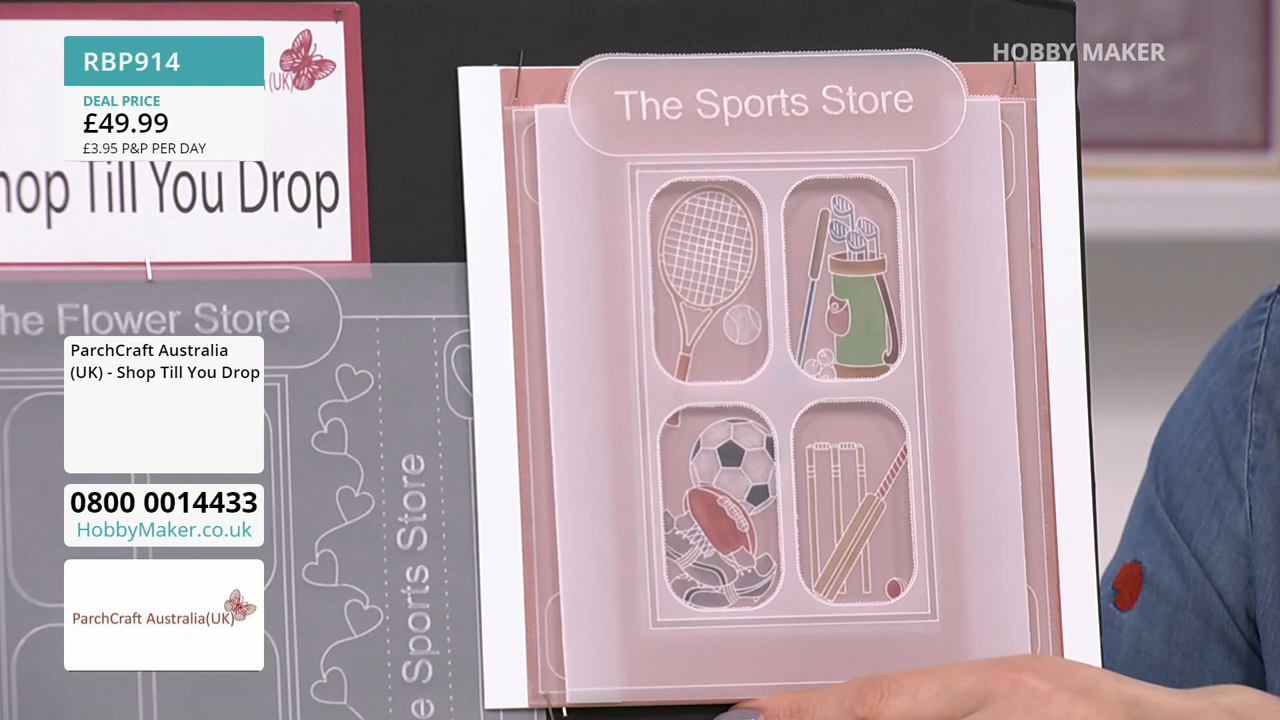 RBP914
DEAL PRICE
£49.99
£3.95 P&P PER DAY
(UK)
hop Till You Drop
HOBBY MAKER
The Sports Store
he Flower Store
ParchCraft Australia
(UK) - Shop Till You Drop
0800 0014433
HobbyMaker.co.uk
ParchCraft Australia(UK)
e Sports Store